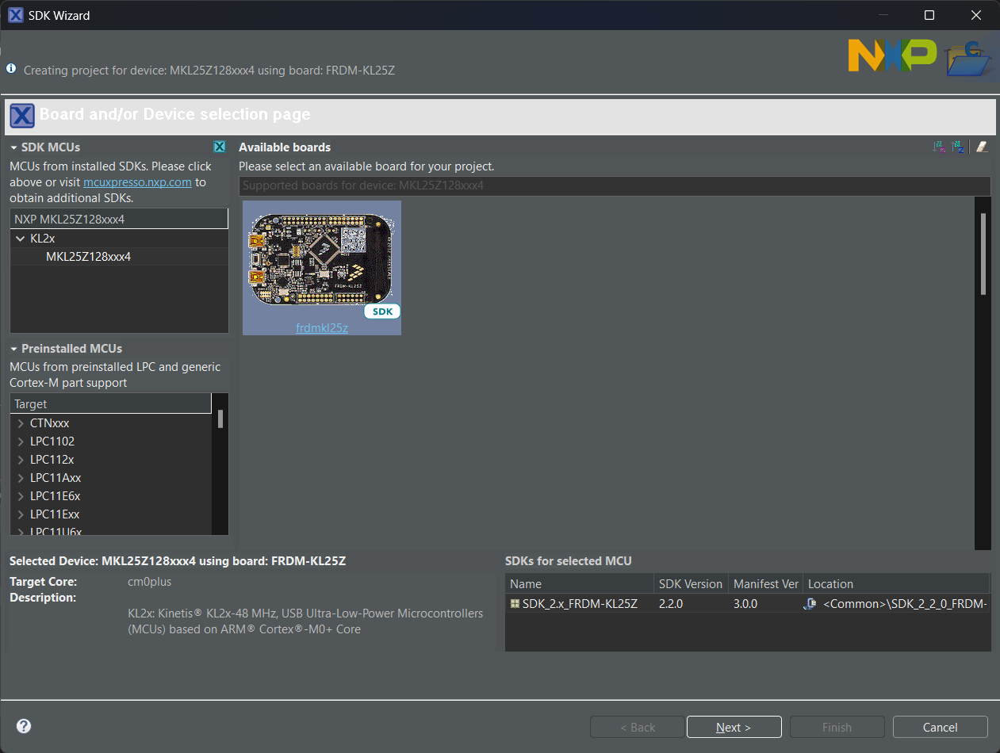 SDK Wizard
Creating project for device: MKL25Z128xxx4 using board: FRDM-KL25Z
NXP
Board and/or Device selection page
SDK MCUs
MCUs from installed SDKs. Please click
above or visit mcuxpresso.nxp.com to
obtain additional SDKs.
NXP MKL25Z128xxx4
KL2x
MKL25Z128xxx4
Preinstalled MCUs
MCUs from preinstalled LPC and generic
Cortex-M part support
Target
CTNxxx
LPC1102
LPC112x
LPC11Axx
LPC11E6x
LPC11Exx
LPC11U6x
Available boards
Please select an available board for your project.
Supported boards for device: MKL25Z128xxx4
FRDM-KL25Z
SDK
frdmkl25z
Selected Device: MKL25Z128xxx4 using board: FRDM-KL25Z
Target Core: cm0plus
Description:
KL2x: Kinetis® KL2x-48 MHz, USB Ultra-Low-Power Microcontrollers
(MCUs) based on ARM® Cortex®-M0+ Core
SDKs for selected MCU
Name SDK Version Manifest Ver Location
SDK_2.x_FRDM-KL25Z 2.2.0 3.0.0 <Common>\SDK_2_2_0_FRDM-
< Back Next > Finish Cancel